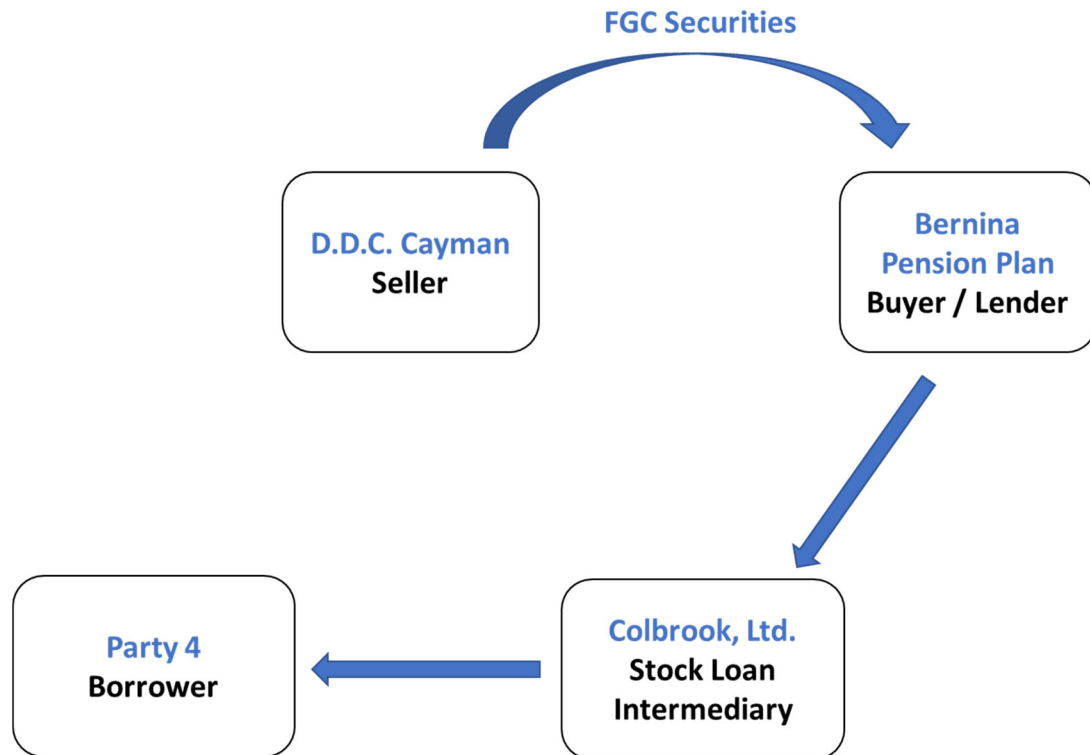 FGC Securities
D.D.C. Cayman
Seller
Bernina
Pension Plan
Buyer / Lender
Party 4
Borrower
Colbrook, Ltd.
Stock Loan
Intermediary